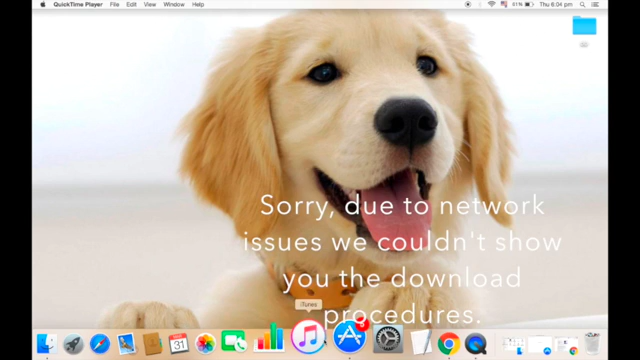 QuickTime Player File Edit View Window Help
61% Thu 6:04 pm
Sorry, due to network
issues we couldn't show
you the download
procedures.
iTunes
31